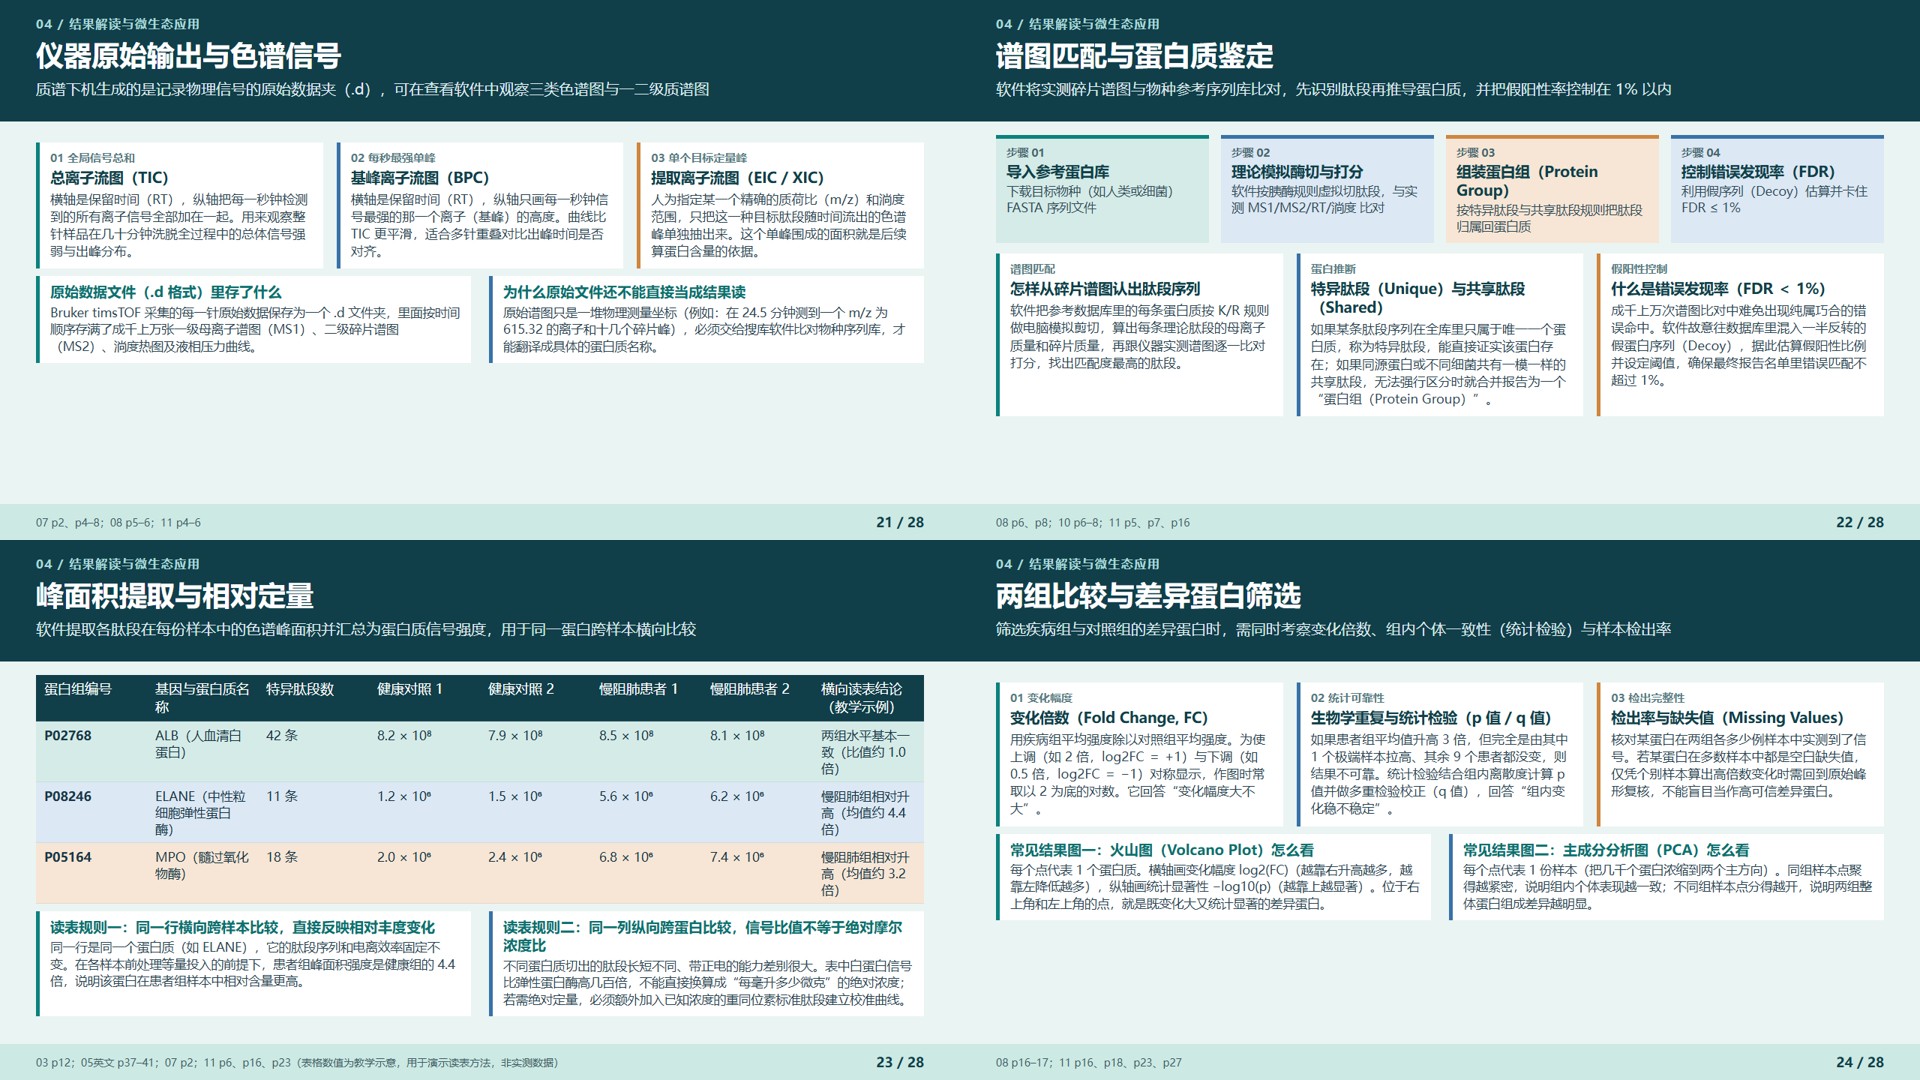 04 / 结果解读与微生态应用
仪器原始输出与色谱信号
质谱下机生成的是记录物理信号的原始数据夹（.d），可在查看软件中观察三类色谱图与一二级质谱图
01 全局信号总和
总离子流图（TIC）
横轴是保留时间（RT），纵轴把每一秒钟检测
到的所有离子信号全部加在一起。用来观察整
针样品在几十分钟洗脱全过程中的总体信号强
弱与出峰分布。
02 每秒最强单峰
基峰离子流图（BPC）
横轴是保留时间（RT），纵轴只画每一秒钟信
号最强的那一个离子（基峰）的高度。曲线比
TIC 更平滑，适合多针重叠对比出峰时间是否
对齐。
03 单个目标定量峰
提取离子流图（EIC / XIC）
人为指定某一个精确的质荷比（m/z）和淌度
范围，只把这一种目标肽段随时间流出的色谱
峰单独抽出来。这个单峰围成的面积就是后续
算蛋白含量的依据。
原始数据文件（.d 格式）里存了什么
Bruker timsTOF 采集的每一针原始数据保存为一个 .d 文件夹，里面按时间
顺序存满了成千上万张一级母离子谱图（MS1）、二级碎片谱图
（MS2）、淌度热图及液相压力曲线。
为什么原始文件还不能直接当成结果读
原始谱图只是一堆物理测量坐标（例如：在 24.5 分钟测到一个 m/z 为
615.32 的离子和十几个碎片峰），必须交给搜库软件比对物种序列库，才
能翻译成具体的蛋白质名称。
07 p2、p4–8；08 p5–6；11 p4–6
21 / 28
04 / 结果解读与微生态应用
谱图匹配与蛋白质鉴定
软件将实测碎片谱图与物种参考序列库比对，先识别肽段再推导蛋白质，并把假阳性率控制在 1% 以内
步骤 01
导入参考蛋白库
下载目标物种（如人类或细菌）
FASTA 序列文件
步骤 02
理论模拟酶切与打分
软件按胰酶规则虚拟切肽段，与实
测 MS1/MS2/RT/淌度 比对
步骤 03
组装蛋白组（Protein
Group）
按特异肽段与共享肽段规则把肽段
归属回蛋白质
步骤 04
控制错误发现率（FDR）
利用假序列（Decoy）估算并卡住
FDR ≤ 1%
谱图匹配
怎样从碎片谱图认出肽段序列
软件把参考数据库里的每条蛋白质按 K/R 规则
做电脑模拟剪切，算出每条理论肽段的母离子
质量和碎片质量，再跟仪器实测谱图逐一比对
打分，找出匹配度最高的肽段。
蛋白推断
特异肽段（Unique）与共享肽段
（Shared）
如果某条肽段序列在全库里只属于唯一一个蛋
白质，称为特异肽段，能直接证实该蛋白存
在；如果同源蛋白或不同细菌共有一模一样的
共享肽段，无法强行区分时就合并报告为一个
“蛋白组（Protein Group）”。
假阳性控制
什么是错误发现率（FDR < 1%）
成千上万次谱图比对中难免出现纯属巧合的错
误命中。软件故意往数据库里混入一半反转的
假蛋白序列（Decoy），据此估算假阳性比例
并设定阈值，确保最终报告名单里错误匹配不
超过 1%。
08 p6、p8；10 p6–8；11 p5、p7、p16
22 / 28
04 / 结果解读与微生态应用
峰面积提取与相对定量
软件提取各肽段在每份样本中的色谱峰面积并汇总为蛋白质信号强度，用于同一蛋白跨样本横向比较
蛋白组编号 基因与蛋白质名称 特异肽段数 健康对照 1 健康对照 2 慢阻肺患者 1 慢阻肺患者 2 横向读表结论（教学示例）
P02768 ALB（人血清白蛋白） 42 条 8.2 × 10⁸ 7.9 × 10⁸ 8.5 × 10⁸ 8.1 × 10⁸ 两组水平基本一致（比值约 1.0 倍）
P08246 ELANE（中性粒细胞弹性蛋白酶） 11 条 1.2 × 10⁶ 1.5 × 10⁶ 5.6 × 10⁶ 6.2 × 10⁶ 慢阻肺组相对升高（均值约 4.4 倍）
P05164 MPO（髓过氧化物酶） 18 条 2.0 × 10⁶ 2.4 × 10⁶ 6.8 × 10⁶ 7.4 × 10⁶ 慢阻肺组相对升高（均值约 3.2 倍）
读表规则一：同一行横向跨样本比较，直接反映相对丰度变化
同一行是同一个蛋白质（如 ELANE），它的肽段序列和电离效率固定不
变。在各样本前处理等量投入的前提下，患者组峰面积强度是健康组的 4.4
倍，说明该蛋白在患者组样本中相对含量更高。
读表规则二：同一列纵向跨蛋白比较，信号比值不等于绝对摩尔
浓度比
不同蛋白质切出的肽段长短不同、带正电的能力差别很大。表中白蛋白信号
比弹性蛋白酶高几百倍，不能直接换算成“每毫升多少微克”的绝对浓度；
若需绝对定量，必须额外加入已知浓度的重同位素标准肽段建立校准曲线。
03 p12；05英文 p37–41；07 p2；11 p6、p16、p23（表格数值为教学示意，用于演示读表方法，非实测数据）
23 / 28
04 / 结果解读与微生态应用
两组比较与差异蛋白筛选
筛选疾病组与对照组的差异蛋白时，需同时考察变化倍数、组内个体一致性（统计检验）与样本检出率
01 变化幅度
变化倍数（Fold Change, FC）
用疾病组平均强度除以对照组平均强度。为使
上调（如 2 倍，log2FC = +1）与下调（如
0.5 倍，log2FC = −1）对称显示，作图时常
取以 2 为底的对数。它回答“变化幅度大不
大”。
02 统计可靠性
生物学重复与统计检验（p 值 / q 值）
如果患者组平均值升高 3 倍，但完全是由其中
1 个极端样本拉高、其余 9 个患者都没变，则
结果不可靠。统计检验结合组内离散度计算 p
值并做多重检验校正（q 值），回答“组内变
化稳不稳定”。
03 检出完整性
检出率与缺失值（Missing Values）
核对某蛋白在两组各多少例样本中实测到了信
号。若某蛋白在多数样本中都是空白缺失值，
仅凭个别样本算出高倍数变化时需回到原始峰
形复核，不能盲目当作高可信差异蛋白。
常见结果图一：火山图（Volcano Plot）怎么看
每个点代表 1 个蛋白质。横轴画变化幅度 log2(FC)（越靠右升高越多，越
靠左降低越多），纵轴画统计显著性 −log10(p)（越靠上越显著）。位于右
上角和左上角的点，就是既变化大又统计显著的差异蛋白。
常见结果图二：主成分分析图（PCA）怎么看
每个点代表 1 份样本（把几千个蛋白浓缩到两个主方向）。同组样本点聚
得越紧密，说明组内个体表现越一致；不同组样本点分得越开，说明两组整
体蛋白组成差异越明显。
08 p16–17；11 p16、p18、p23、p27
24 / 28